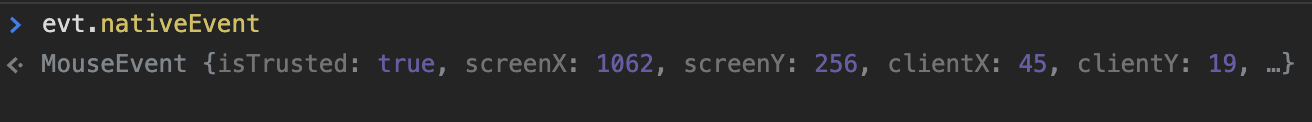 > evt.nativeEvent
<· MouseEvent {isTrusted: true, screenX: 1062, screenY: 256, clientX: 45, clientY: 19, …}